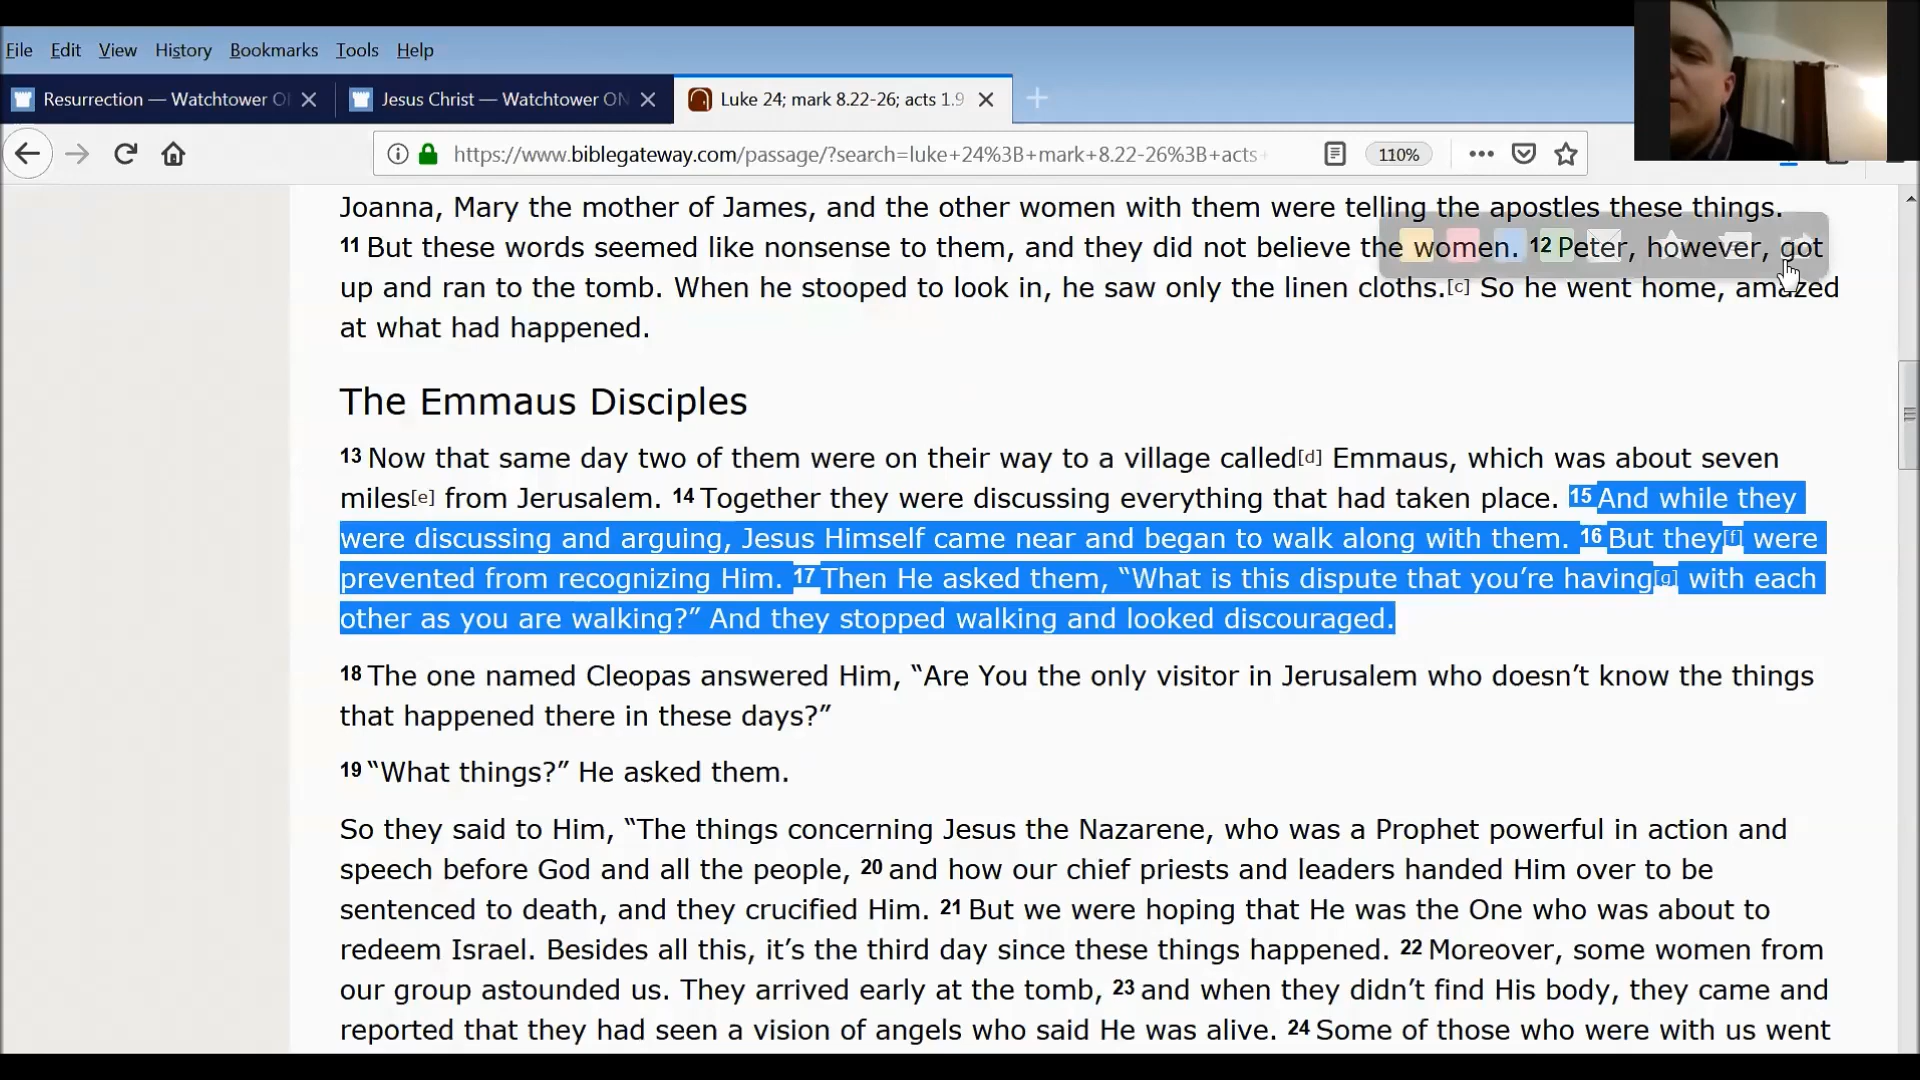 File Edit View History Bookmarks Tools Help
Resurrection — Watchtower O
Jesus Christ — Watchtower ON
Luke 24; mark 8.22-26; acts 1.9
https://www.biblegateway.com/passage/?search=luke+24%3B+mark+8.22-26%3B+acts
110%
Joanna, Mary the mother of James, and the other women with them were telling the apostles these things.
11 But these words seemed like nonsense to them, and they did not believe the women. 12 Peter, however, got
up and ran to the tomb. When he stooped to look in, he saw only the linen cloths.[c] So he went home, amazed
at what had happened.
The Emmaus Disciples
13 Now that same day two of them were on their way to a village called[d] Emmaus, which was about seven
miles[e] from Jerusalem. 14 Together they were discussing everything that had taken place. 15 And while they
were discussing and arguing, Jesus Himself came near and began to walk along with them. 16 But they[f] were
prevented from recognizing Him. 17 Then He asked them, “What is this dispute that you’re having[g] with each
other as you are walking?” And they stopped walking and looked discouraged.
18 The one named Cleopas answered Him, “Are You the only visitor in Jerusalem who doesn’t know the things
that happened there in these days?”
19 “What things?” He asked them.
So they said to Him, “The things concerning Jesus the Nazarene, who was a Prophet powerful in action and
speech before God and all the people, 20 and how our chief priests and leaders handed Him over to be
sentenced to death, and they crucified Him. 21 But we were hoping that He was the One who was about to
redeem Israel. Besides all this, it’s the third day since these things happened. 22 Moreover, some women from
our group astounded us. They arrived early at the tomb, 23 and when they didn’t find His body, they came and
reported that they had seen a vision of angels who said He was alive. 24 Some of those who were with us went